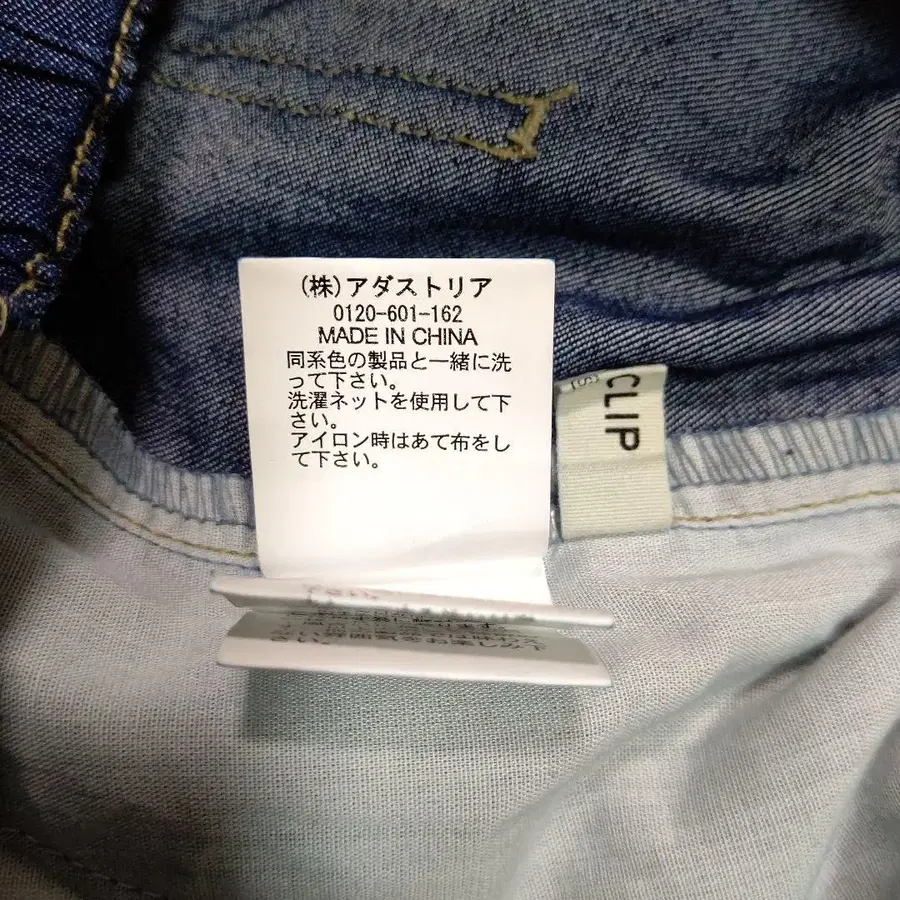 (株)アダストリア
0120-601-162
MADE IN CHINA
同系色の製品と一緒に洗
って下さい。
洗濯ネットを使用して下
さい。
アイロン時はあて布をし
て下さい。
CLIP